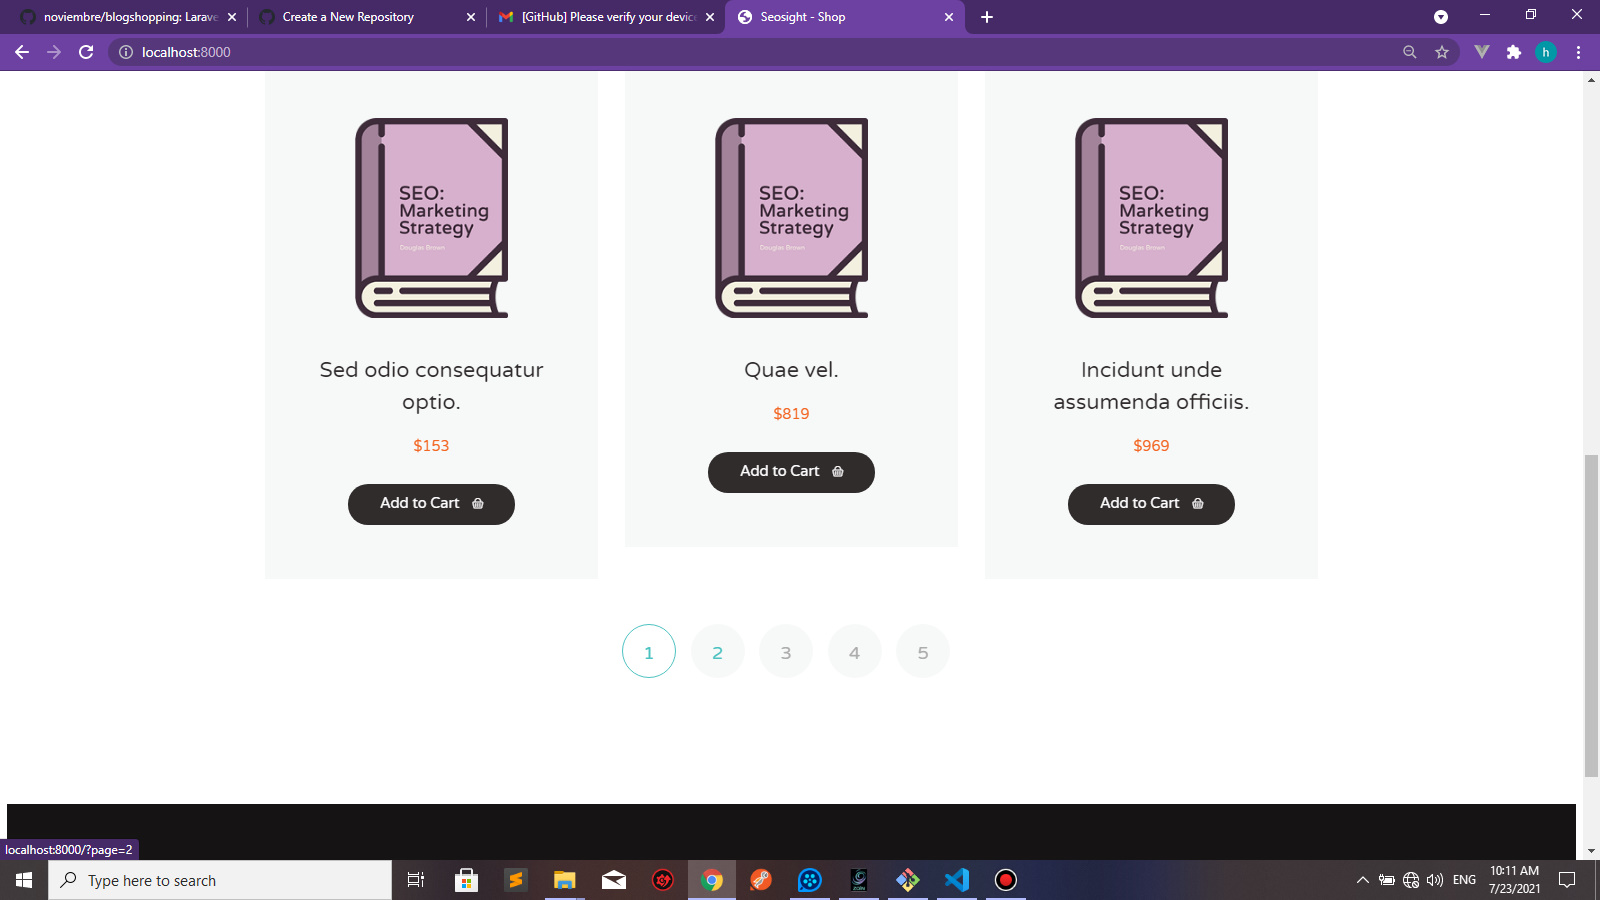 noviembre/blogshopping: Larave
Create a New Repository
[GitHub] Please verify your device
Seosight - Shop
localhost:8000
h
SEO:
Marketing
Strategy
Douglas Brown
SEO:
Marketing
Strategy
Douglas Brown
SEO:
Marketing
Strategy
Douglas Brown
Sed odio consequatur
optio.
$153
Add to Cart
Quae vel.
$819
Add to Cart
Incidunt unde
assumenda officiis.
$969
Add to Cart
1 2 3 4 5
localhost:8000/?page=2
Type here to search
ENG
10:11 AM
7/23/2021